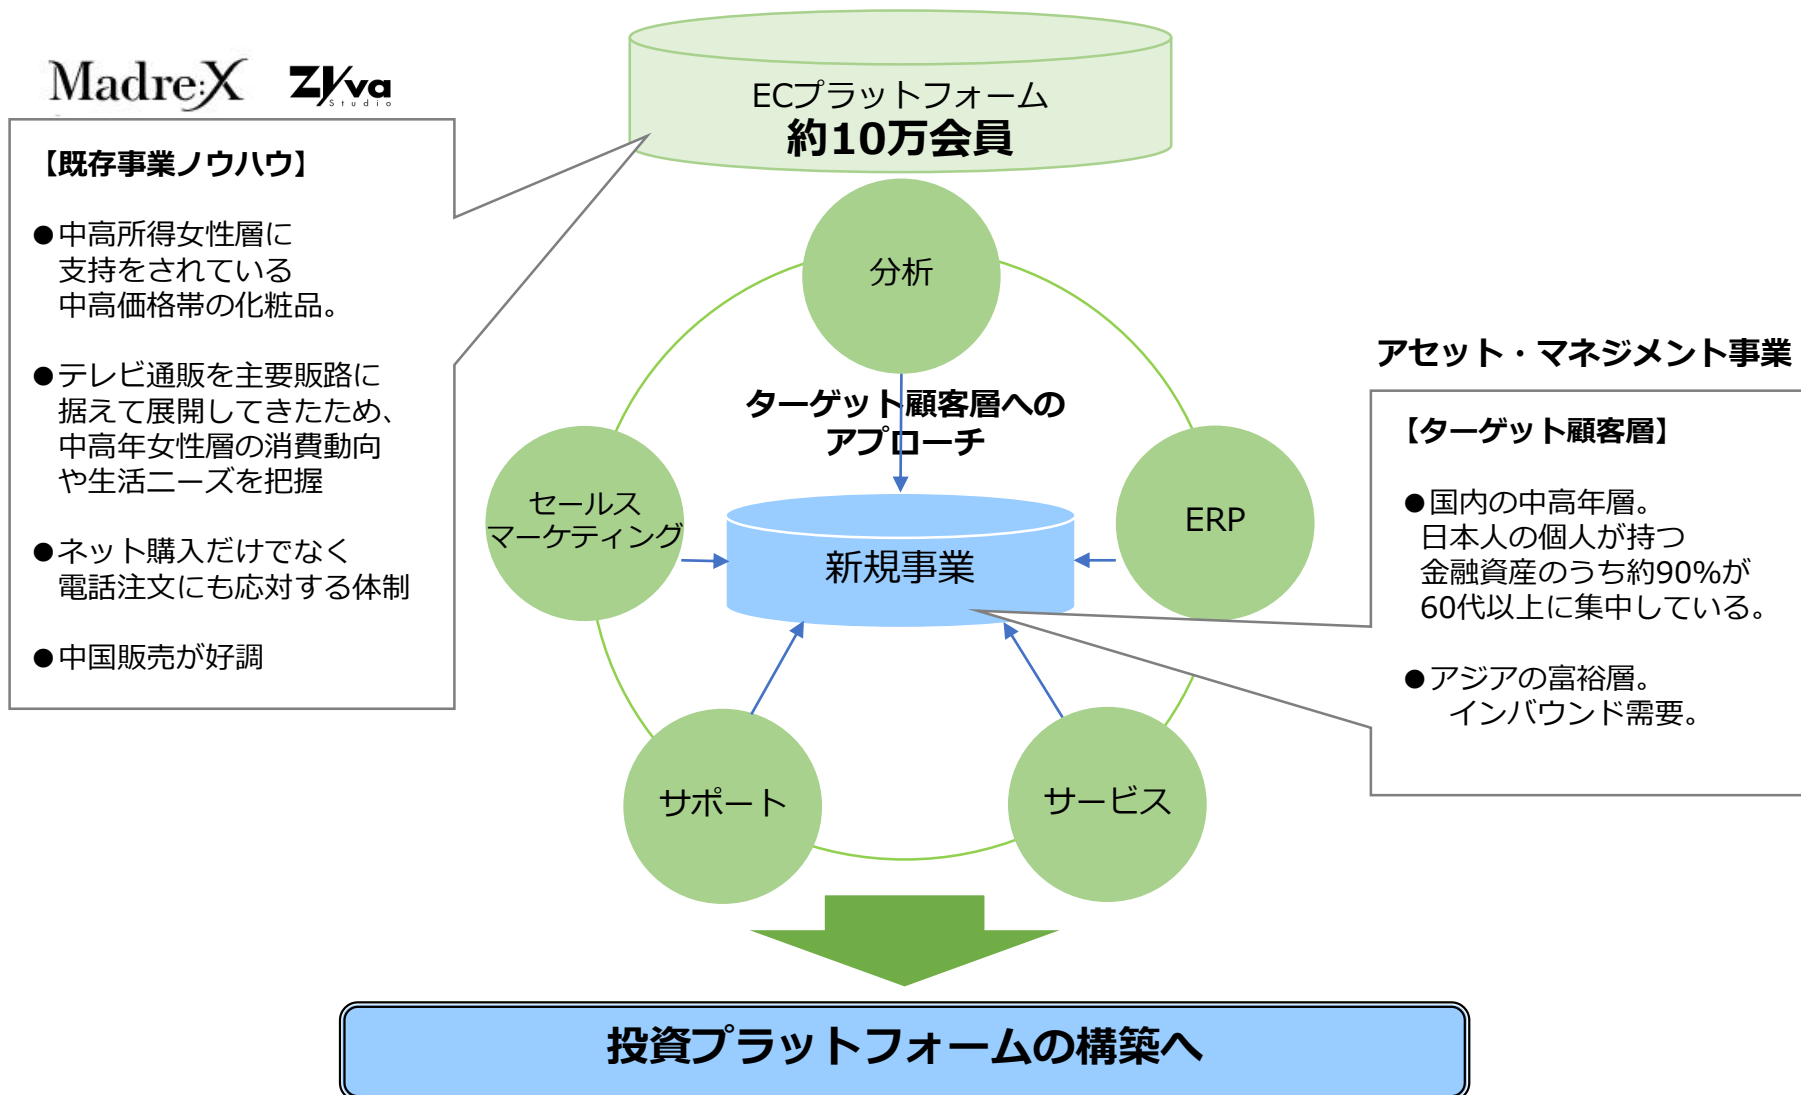 Madre:X
ZIVva
Studio
ECプラットフォーム
約10万会員
【既存事業ノウハウ】
●中高所得女性層に
支持をされている
中高価格帯の化粧品。
●テレビ通販を主要販路に
据えて展開してきたため、
中高年女性層の消費動向
や生活ニーズを把握
●ネット購入だけでなく
電話注文にも応対する体制
●中国販売が好調
分析
ターゲット顧客層への
アプローチ
セールス
マーケティング
ERP
新規事業
サポート
サービス
アセット・マネジメント事業
【ターゲット顧客層】
●国内の中高年層。
日本人の個人が持つ
金融資産のうち約90%が
60代以上に集中している。
●アジアの富裕層。
インバウンド需要。
投資プラットフォームの構築へ